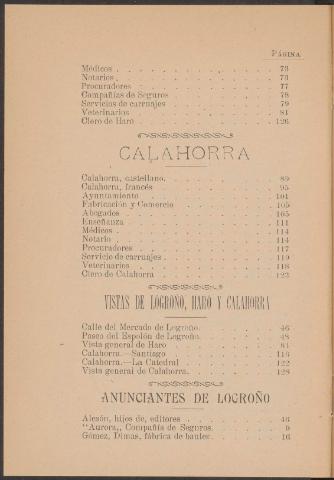 PÁGINA
Médicos . . . . . . . . . . . 73
Notarios . . . . . . . . . . . 73
Procuradores . . . . . . . . . . 77
Compañías de Seguros . . . . . . . 78
Servicios de carruajes . . . . . . . 79
Veterinarios . . . . . . . . . . 81
Clero de Haro . . . . . . . . . . 126
CALAHORRA
Calahorra, castellano. . . . . . . . 89
Calahorra, francés . . . . . . . . 95
Ayuntamiento . . . . . . . . . . 101
Fabricación y Comercio . . . . . . . 105
Abogados . . . . . . . . . . . 105
Enseñanza . . . . . . . . . . . 111
Médicos . . . . . . . . . . . 114
Notario . . . . . . . . . . . 114
Procuradores . . . . . . . . . . 117
Servicio de carruajes . . . . . . . . 119
Veterinarios . . . . . . . . . . 118
Clero de Calahorra . . . . . . . . 123
VISTAS DE LOGROÑO, HARO Y CALAHORRA
Calle del Mercado de Logroño. . . . . . 46
Paseo del Espolón de Logroño. . . . . . 48
Vista general de Haro . . . . . . . 81
Calahorra.—Santiago . . . . . . . . 116
Calahorra.—La Catedral . . . . . . . 122
Vista general de Calahorra. . . . . . . 128
ANUNCIANTES DE LOGROÑO
Alesón, hijos de, editores . . . . . . . 46
"Aurora,, Compañía de Seguros. . . . . . 9
Gómez, Dimas, fábrica de baules. . . . . . 16